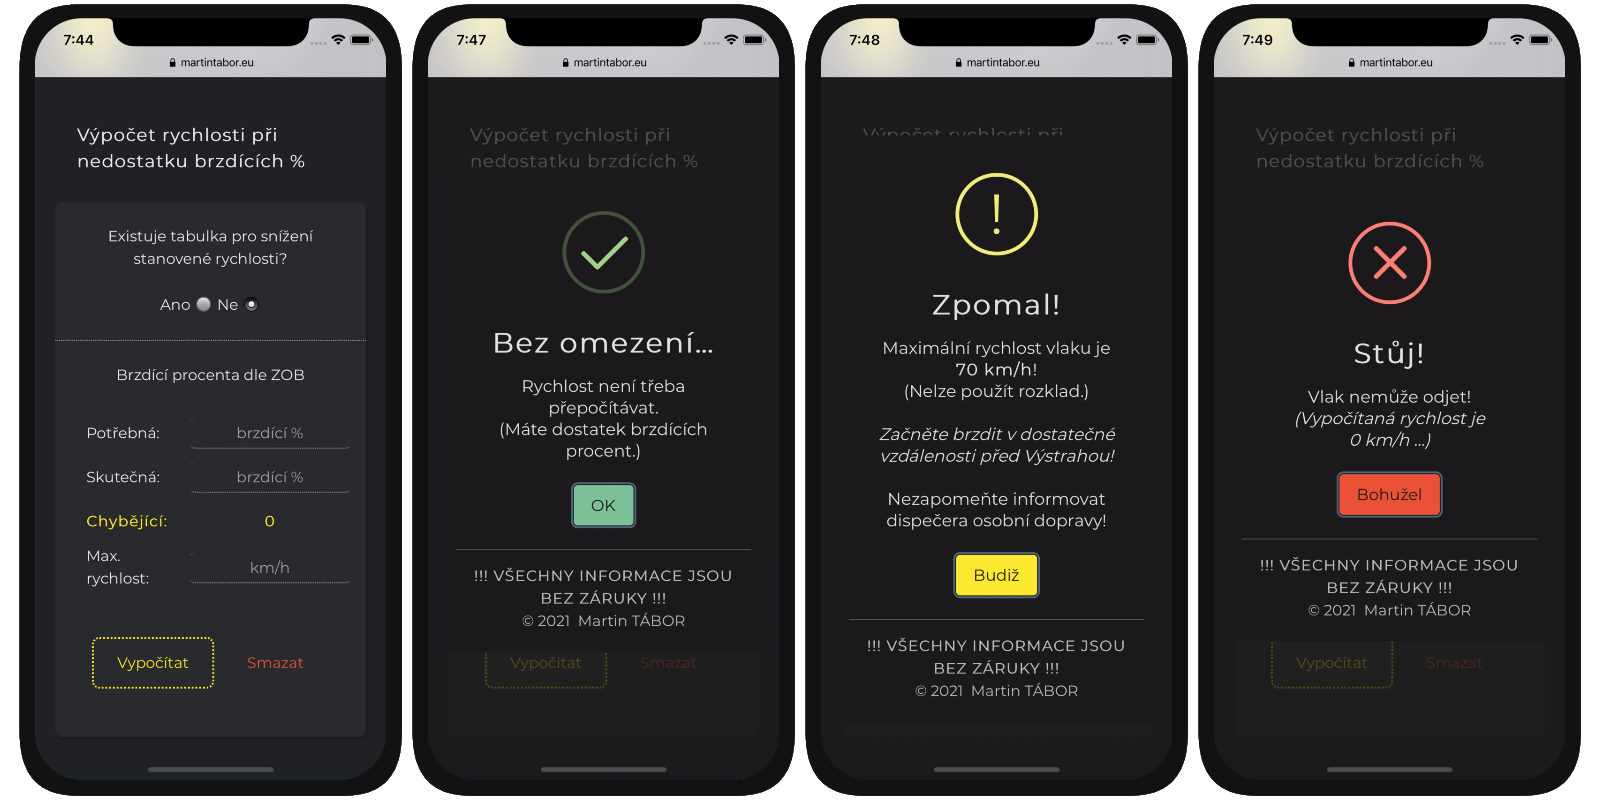 7:44
martintabor.eu
Výpočet rychlosti při
nedostatku brzdících %
Existuje tabulka pro snížení
stanovené rychlosti?
Ano Ne
Brzdící procenta dle ZOB
Potřebná: brzdící %
Skutečná: brzdící %
Chybějící: 0
Max.
rychlost: km/h
Vypočítat Smazat
7:47
martintabor.eu
Výpočet rychlosti při
nedostatku brzdících %
Bez omezení...
Rychlost není třeba
přepočítávat.
(Máte dostatek brzdících
procent.)
OK
!!! VŠECHNY INFORMACE JSOU
BEZ ZÁRUKY !!!
© 2021 Martin TÁBOR
Vypočítat Smazat
7:48
martintabor.eu
Výpočet rychlosti při
!
Zpomal!
Maximální rychlost vlaku je
70 km/h!
(Nelze použít rozklad.)
Začněte brzdit v dostatečné
vzdálenosti před Výstrahou!
Nezapomeňte informovat
dispečera osobní dopravy!
Budiž
!!! VŠECHNY INFORMACE JSOU
BEZ ZÁRUKY !!!
© 2021 Martin TÁBOR
7:49
martintabor.eu
Výpočet rychlosti při
nedostatku brzdících %
Stůj!
Vlak nemůže odjet!
(Vypočítaná rychlost je
0 km/h ...)
Bohužel
!!! VŠECHNY INFORMACE JSOU
BEZ ZÁRUKY !!!
© 2021 Martin TÁBOR
Vypočítat Smazat